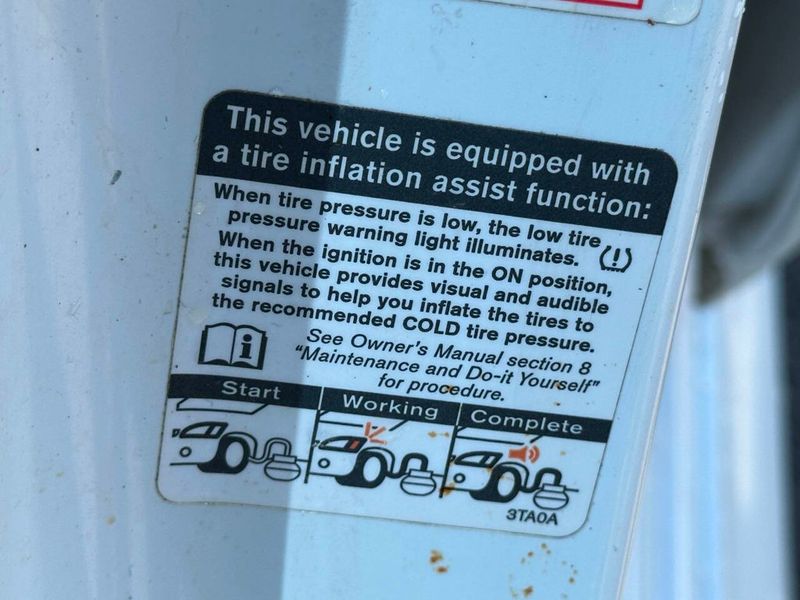 This vehicle is equipped with
a tire inflation assist function:
When tire pressure is low, the low tire
pressure warning light illuminates.
When the ignition is in the ON position,
this vehicle provides visual and audible
signals to help you inflate the tires to
the recommended COLD tire pressure.
See Owner's Manual section 8
"Maintenance and Do-it Yourself"
for procedure.
Start Working Complete
3TA0A